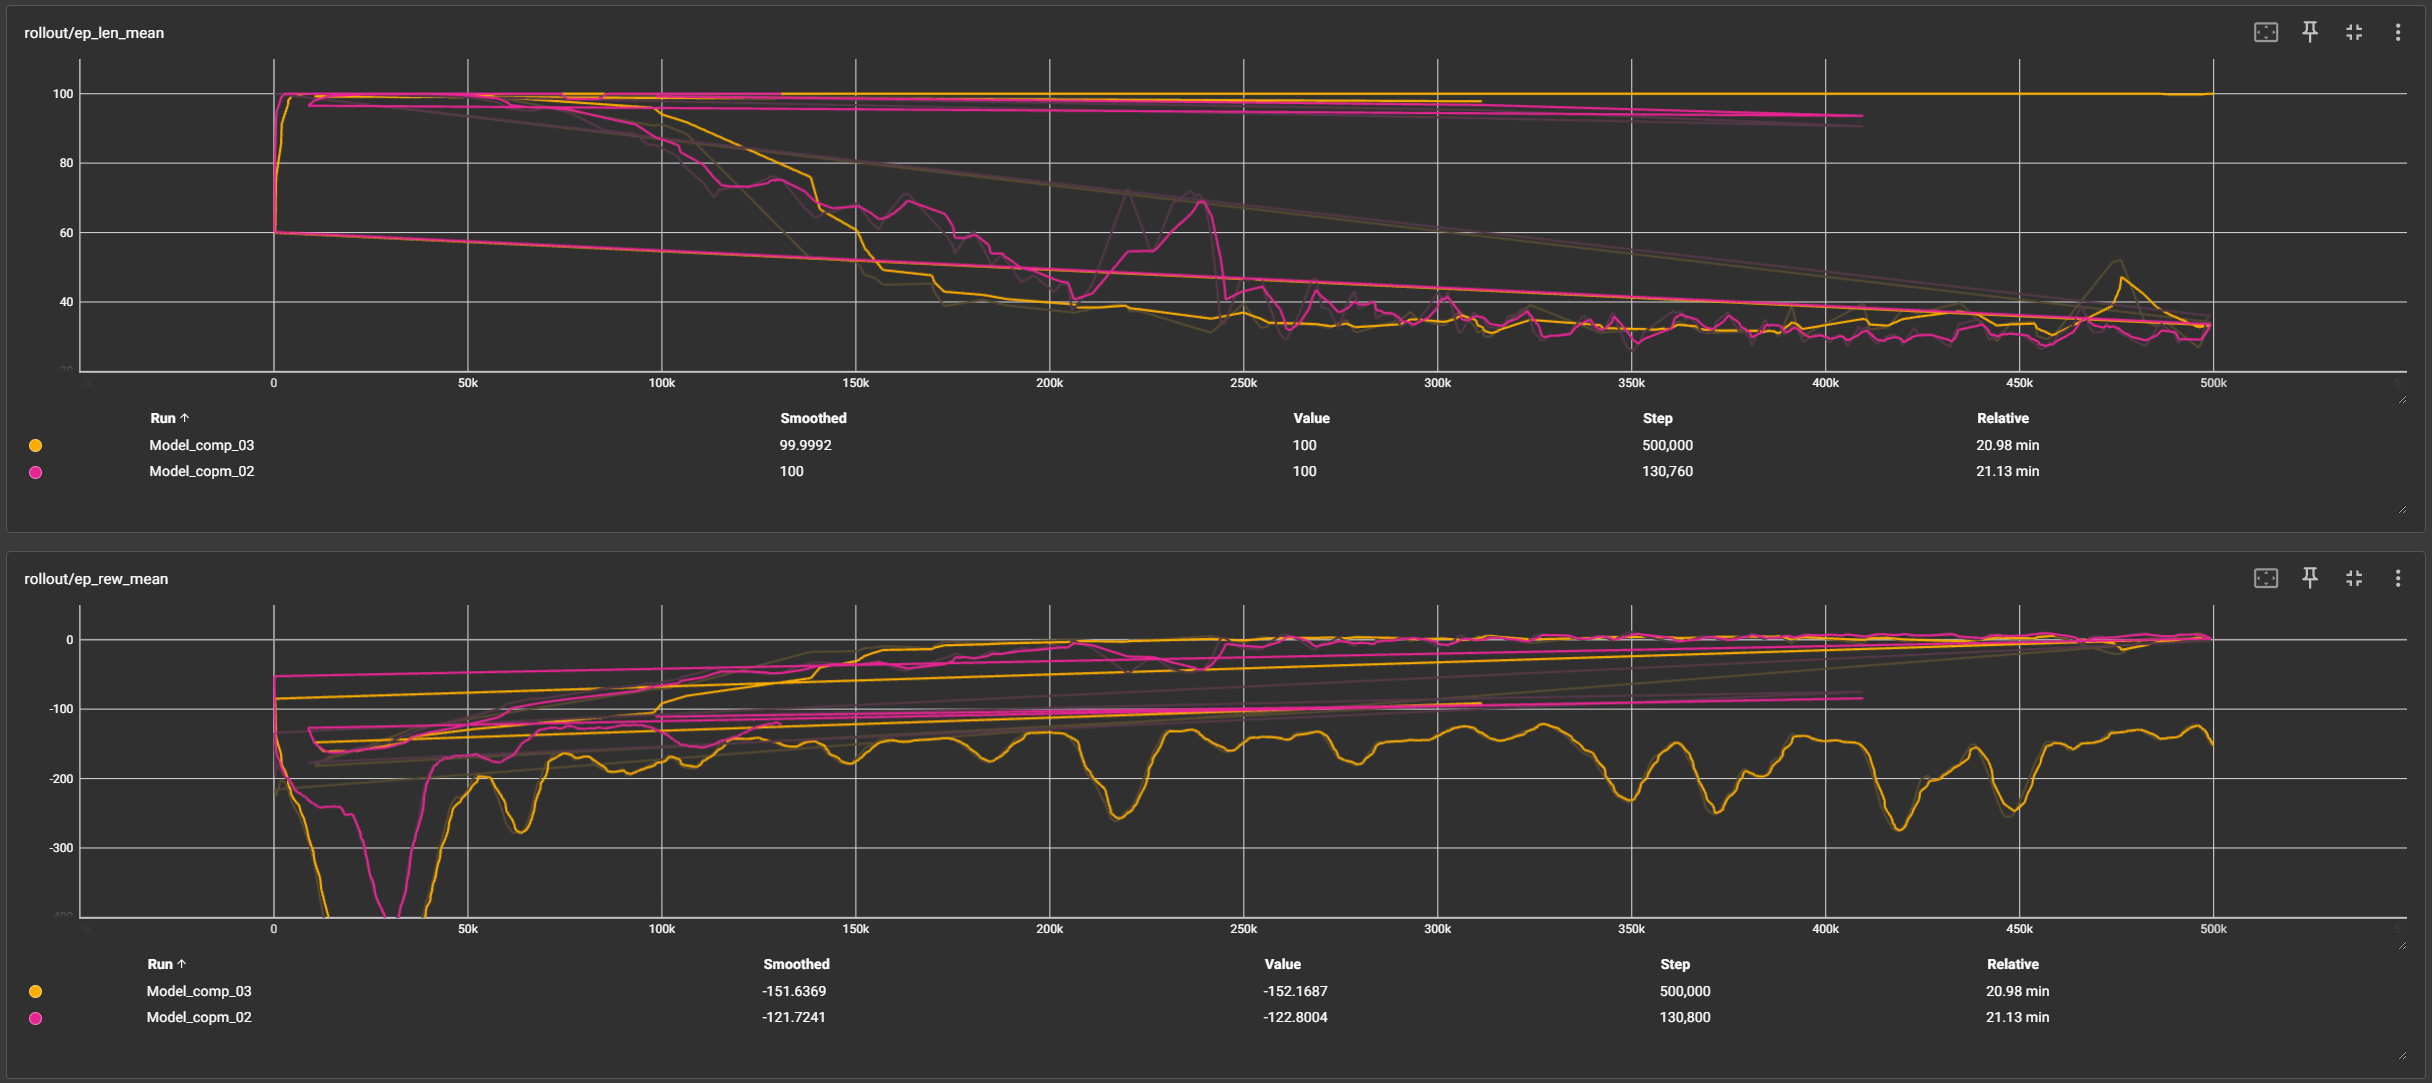 rollout/ep_len_mean
100
80
60
40
20
0 50k 100k 150k 200k 250k 300k 350k 400k 450k 500k
Run ↑ Smoothed Value Step Relative
Model_comp_03 99.9992 100 500,000 20.98 min
Model_copm_02 100 100 130,760 21.13 min
rollout/ep_rew_mean
0
-100
-200
-300
-400
0 50k 100k 150k 200k 250k 300k 350k 400k 450k 500k
Run ↑ Smoothed Value Step Relative
Model_comp_03 -151.6369 -152.1687 500,000 20.98 min
Model_copm_02 -121.7241 -122.8004 130,800 21.13 min